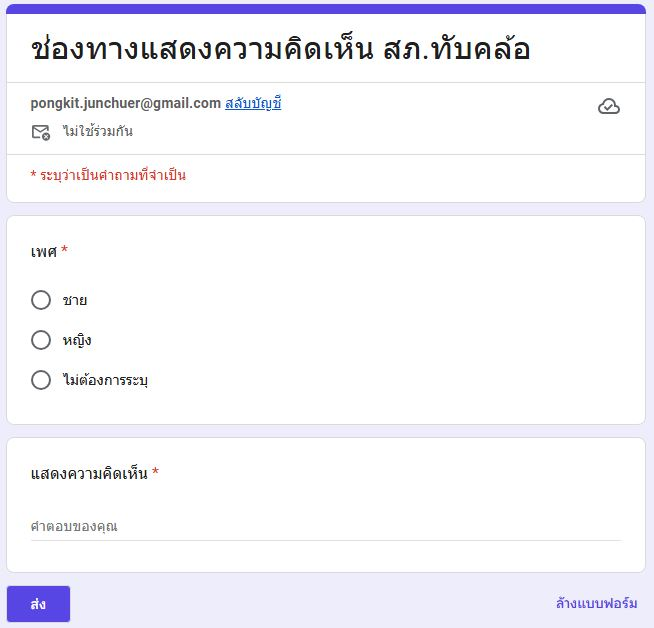 ช่องทางแสดงความคิดเห็น สภ.ทับคล้อ
pongkit.junchuer@gmail.com สลับบัญชี
ไม่ใช้ร่วมกัน
* ระบุว่าเป็นคำถามที่จำเป็น
เพศ *
ชาย
หญิง
ไม่ต้องการระบุ
แสดงความคิดเห็น *
คำตอบของคุณ
ส่ง
ล้างแบบฟอร์ม